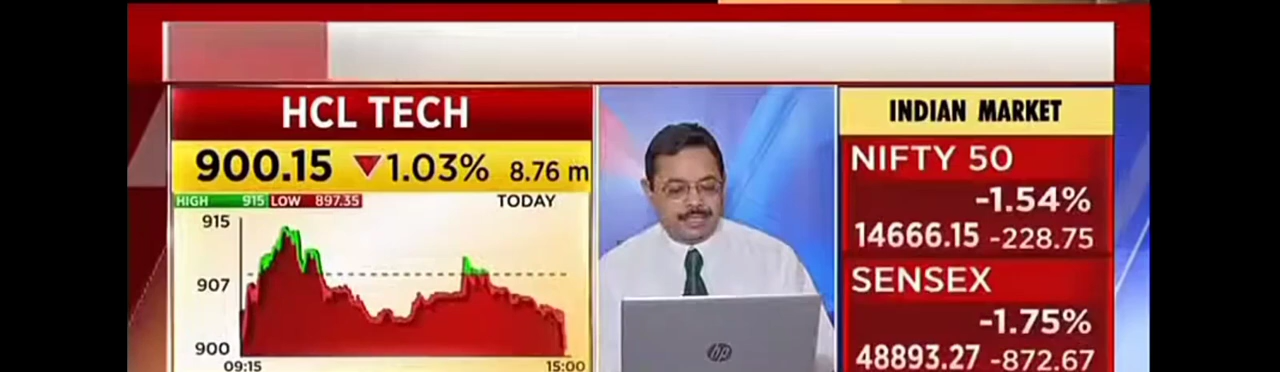 HCL TECH
900.15 ▼1.03% 8.76 m
HIGH 915 LOW 897.35 TODAY
915
907
900
09:15 15:00
hp
INDIAN MARKET
NIFTY 50
-1.54%
14666.15 -228.75
SENSEX
-1.75%
48893.27 -872.67